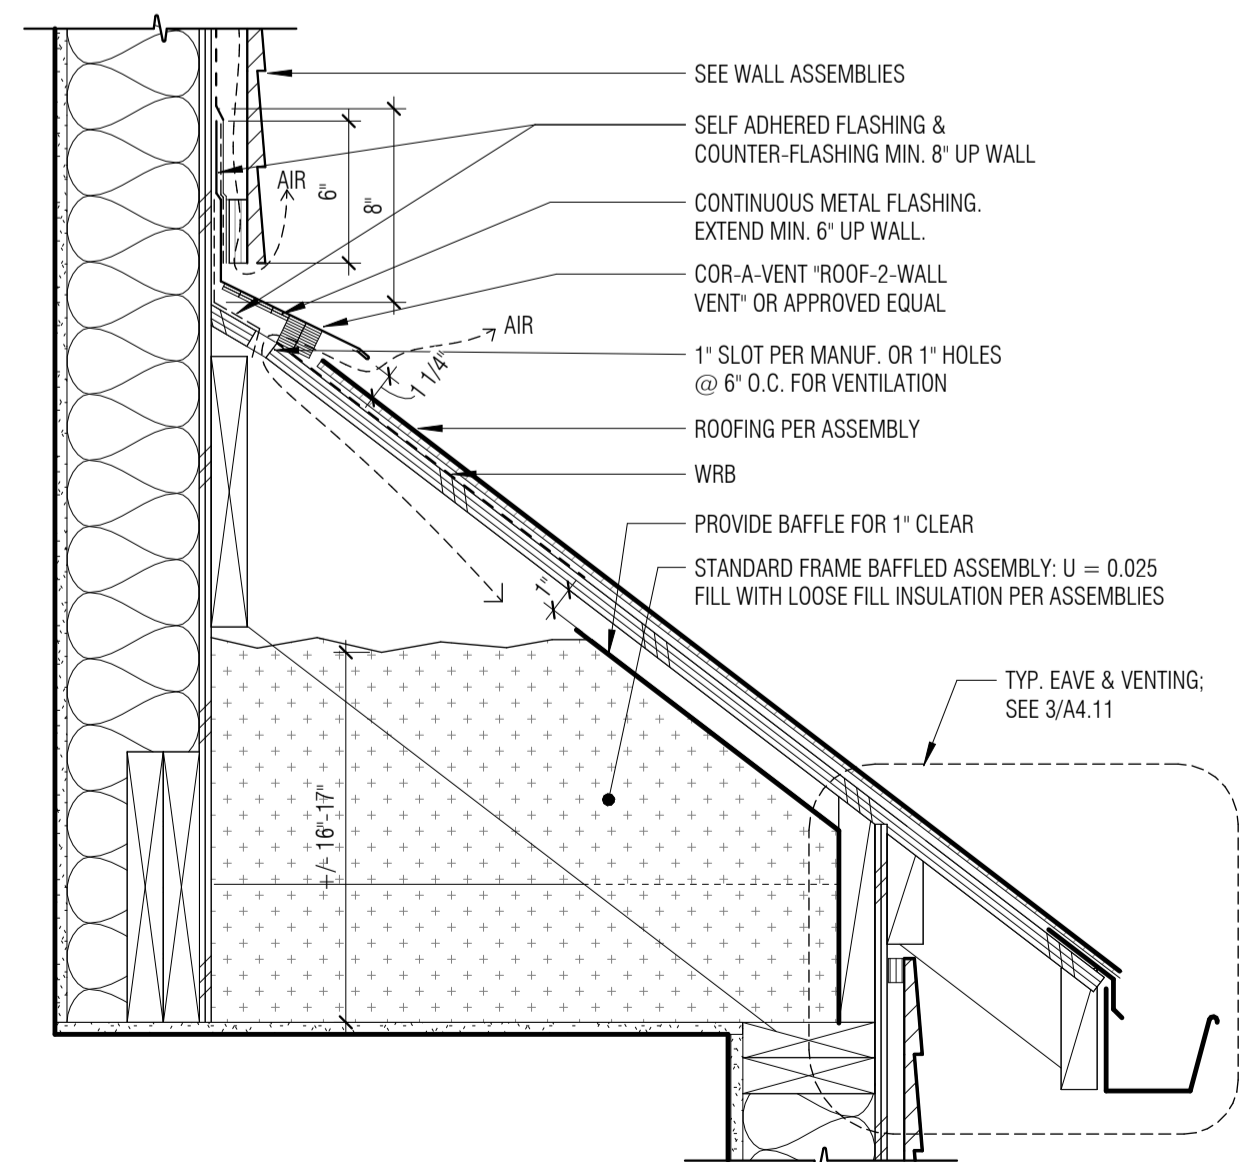 SEE WALL ASSEMBLIES
SELF ADHERED FLASHING &
COUNTER-FLASHING MIN. 8" UP WALL
AIR
6"
8"
CONTINUOUS METAL FLASHING.
EXTEND MIN. 6" UP WALL.
COR-A-VENT "ROOF-2-WALL
VENT" OR APPROVED EQUAL
AIR
1 1/4"
1" SLOT PER MANUF. OR 1" HOLES
@ 6" O.C. FOR VENTILATION
ROOFING PER ASSEMBLY
WRB
PROVIDE BAFFLE FOR 1" CLEAR
1"
STANDARD FRAME BAFFLED ASSEMBLY: U = 0.025
FILL WITH LOOSE FILL INSULATION PER ASSEMBLIES
TYP. EAVE & VENTING;
SEE 3/A4.11
+/- 16"-17"